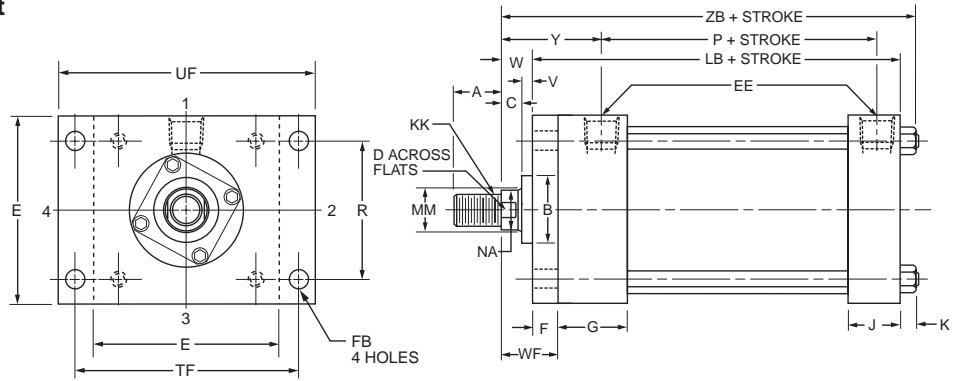 t
ZB + STROKE
Y
P + STROKE
UF
W
LB + STROKE
V
A
C
EE
1
KK
D ACROSS
FLATS
E
4
2
R
MM
B
NA
3
FB
4 HOLES
E
TF
F
G
J
K
WF